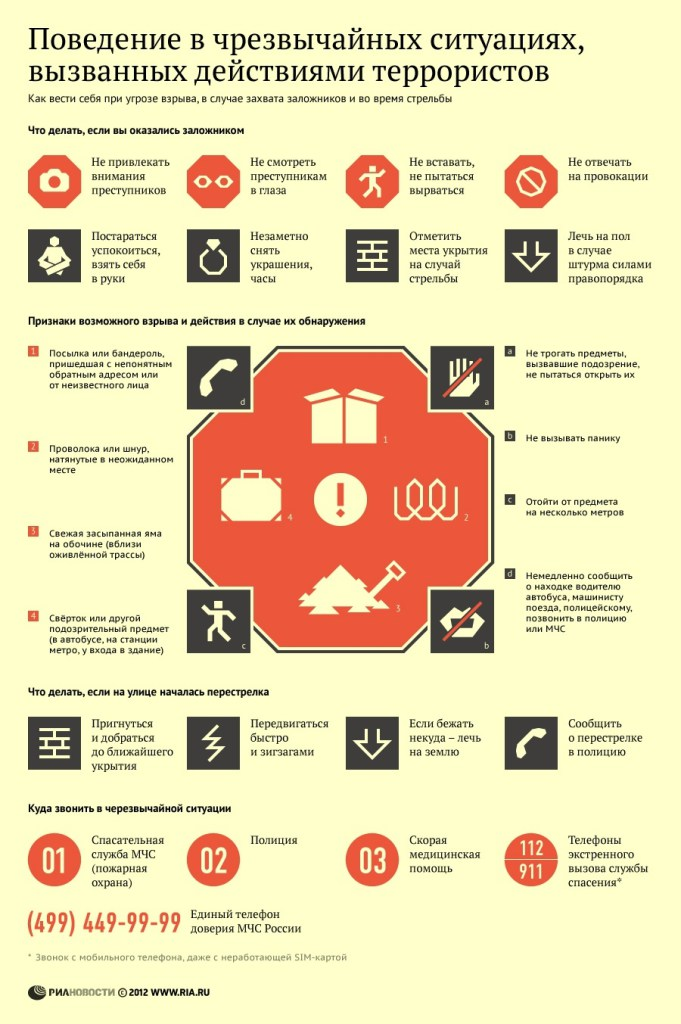 Поведение в чрезвычайных ситуациях,
вызванных действиями террористов
Как вести себя при угрозе взрыва, в случае захвата заложников и во время стрельбы
Что делать, если вы оказались заложником
Не привлекать
внимания
преступников
Не смотреть
преступникам
в глаза
Не вставать,
не пытаться
вырваться
Не отвечать
на провокации
Постараться
успокоиться,
взять себя
в руки
Незаметно
снять
украшения,
часы
Отметить
места укрытия
на случай
стрельбы
Лечь на пол
в случае
штурма силами
правопорядка
Признаки возможного взрыва и действия в случае их обнаружения
1 Посылка или бандероль,
пришедшая с непонятным
обратным адресом или
от неизвестного лица
2 Проволока или шнур,
натянутые в неожиданном
месте
3 Свежая засыпанная яма
на обочине (вблизи
оживлённой трассы)
4 Свёрток или другой
подозрительный предмет
(в автобусе, на станции
метро, у входа в здание)
d
a
1
4
!
2
3
c
b
a Не трогать предметы,
вызвавшие подозрение,
не пытаться открыть их
b Не вызывать панику
c Отойти от предмета
на несколько метров
d Немедленно сообщить
о находке водителю
автобуса, машинисту
поезда, полицейскому,
позвонить в полицию
или МЧС
Что делать, если на улице началась перестрелка
Пригнуться
и добраться
до ближайшего
укрытия
Передвигаться
быстро
и зигзагами
Если бежать
некуда – лечь
на землю
Сообщить
о перестрелке
в полицию
Куда звонить в черезвычайной ситуации
01
Спасательная
служба МЧС
(пожарная
охрана)
02
Полиция
03
Скорая
медицинская
помощь
112
911
Телефоны
экстренного
вызова службы
спасения*
(499) 449-99-99
Единый телефон
доверия МЧС России
* Звонок с мобильного телефона, даже с неработающей SIM-картой
РИАНОВОСТИ © 2012 WWW.RIA.RU